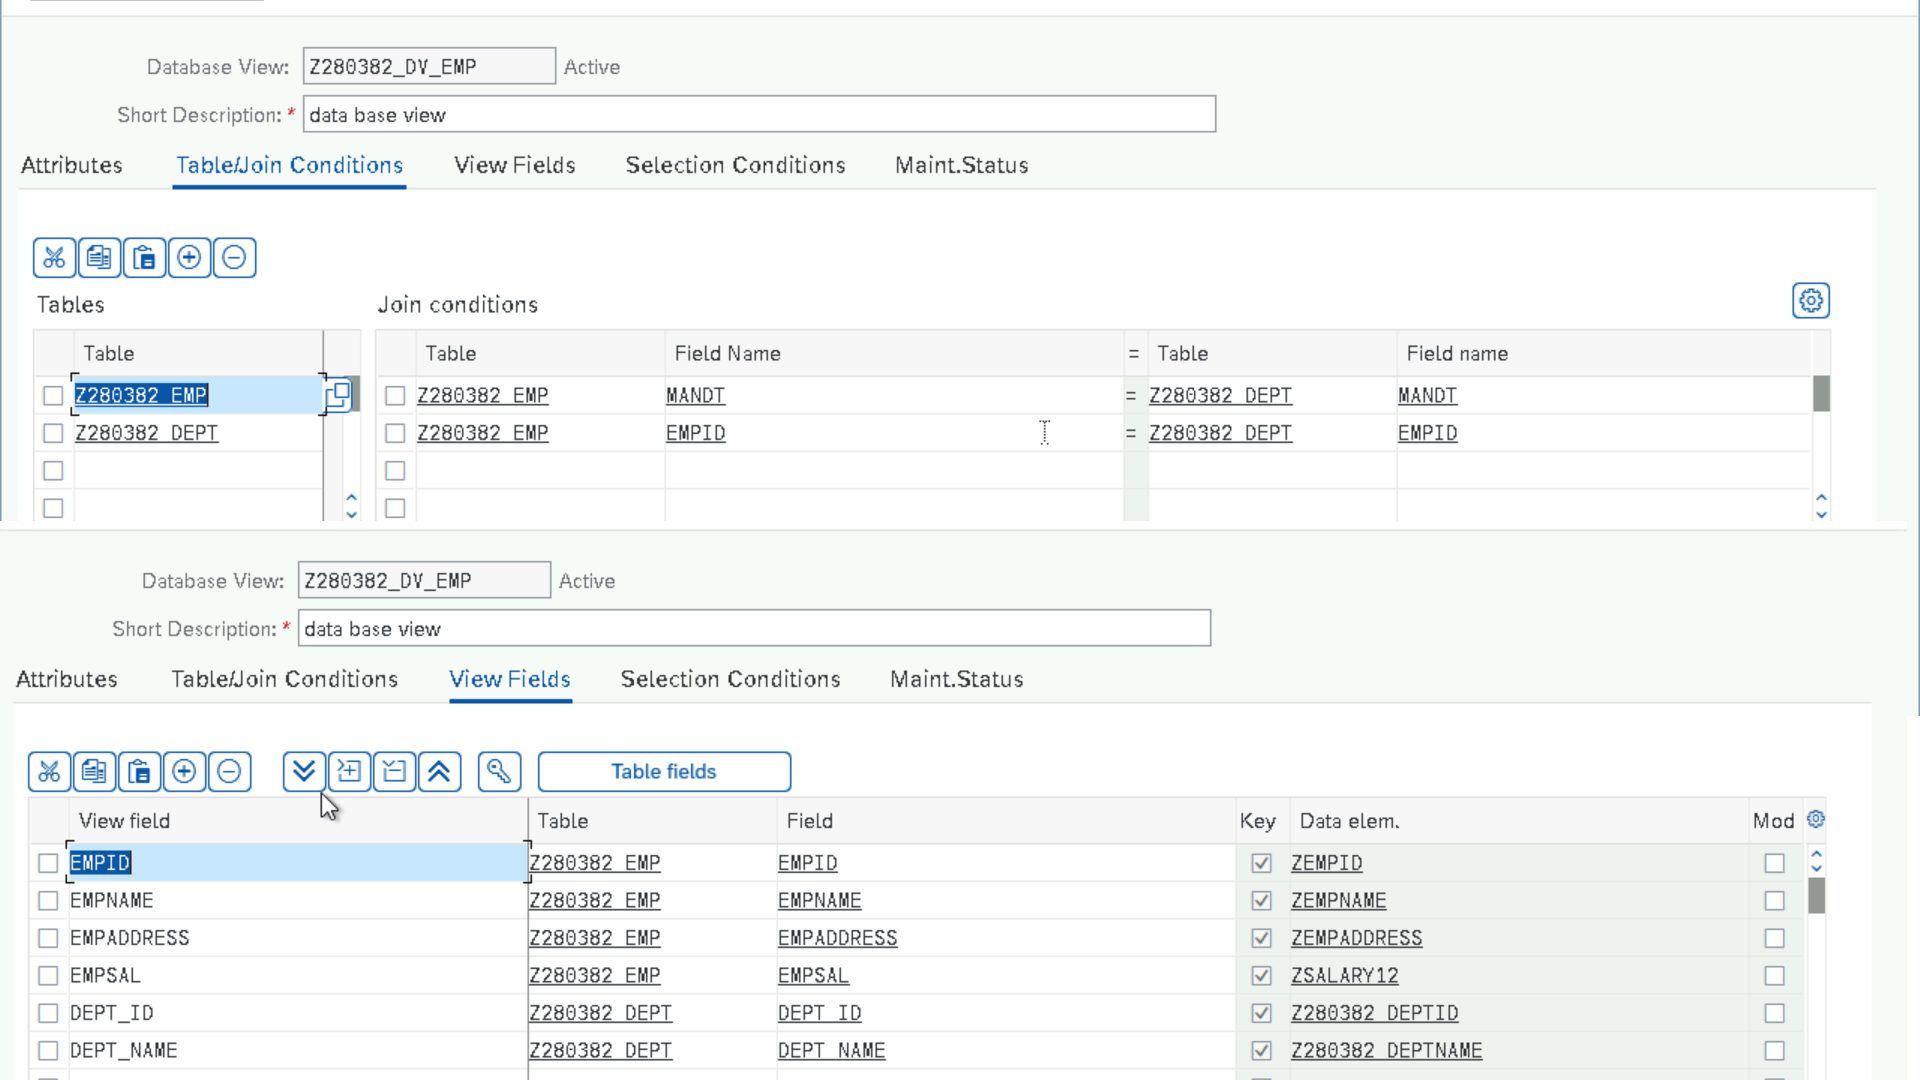 Database View: Z280382_DV_EMP Active
Short Description: * data base view
Attributes Table/Join Conditions View Fields Selection Conditions Maint.Status
Tables Join conditions
Table Table Field Name = Table Field name
Z280382_EMP Z280382_EMP MANDT = Z280382_DEPT MANDT
Z280382_DEPT Z280382_EMP EMPID = Z280382_DEPT EMPID
Database View: Z280382_DV_EMP Active
Short Description: * data base view
Attributes Table/Join Conditions View Fields Selection Conditions Maint.Status
Table fields
View field Table Field Key Data elem. Mod
EMPID Z280382_EMP EMPID ZEMPID
EMPNAME Z280382_EMP EMPNAME ZEMPNAME
EMPADDRESS Z280382_EMP EMPADDRESS ZEMPADDRESS
EMPSAL Z280382_EMP EMPSAL ZSALARY12
DEPT_ID Z280382_DEPT DEPT_ID Z280382_DEPTID
DEPT_NAME Z280382_DEPT DEPT_NAME Z280382_DEPTNAME